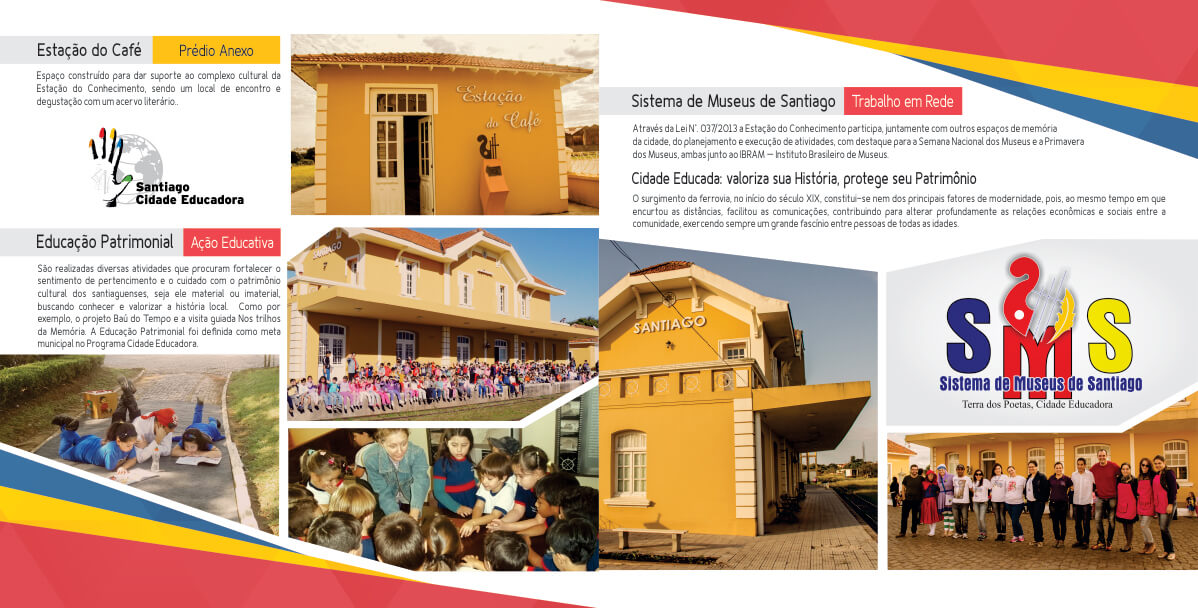 Estação do Café Prédio Anexo
Espaço construído para dar suporte ao complexo cultural da
Estação do Conhecimento, sendo um local de encontro e
degustação com um acervo literário..
Santiago
Cidade Educadora
Estação
do Café
Educação Patrimonial Ação Educativa
São realizadas diversas atividades que procuram fortalecer o
sentimento de pertencimento e o cuidado com o patrimônio
cultural dos santiaguenses, seja ele material ou imaterial,
buscando conhecer e valorizar a história local. Como por
exemplo, o projeto Baú do Tempo e a visita guiada Nos trilhos
da Memória. A Educação Patrimonial foi definida como meta
municipal no Programa Cidade Educadora.
SANTIAGO
Sistema de Museus de Santiago Trabalho em Rede
Através da Lei N°. 037/2013 a Estação do Conhecimento participa, juntamente com outros espaços de memória
da cidade, do planejamento e execução de atividades, com destaque para a Semana Nacional dos Museus e a Primavera
dos Museus, ambas junto ao IBRAM – Instituto Brasileiro de Museus.
Cidade Educada: valoriza sua História, protege seu Patrimônio
O surgimento da ferrovia, no início do século XIX, constitui-se nem dos principais fatores de modernidade, pois, ao mesmo tempo em que
encurtou as distâncias, facilitou as comunicações, contribuindo para alterar profundamente as relações econômicas e sociais entre a
comunidade, exercendo sempre um grande fascínio entre pessoas de todas as idades.
SANTIAGO
SMS
Sistema de Museus de Santiago
Terra dos Poetas, Cidade Educadora